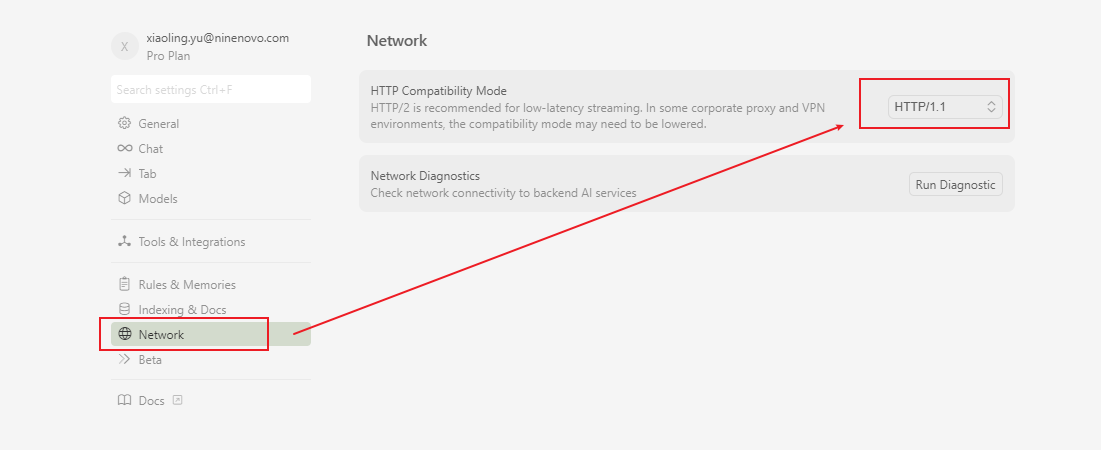 X
xiaoling.yu@ninenovo.com
Pro Plan
Search settings Ctrl+F
General
Chat
Tab
Models
Tools & Integrations
Rules & Memories
Indexing & Docs
Network
Beta
Docs
Network
HTTP Compatibility Mode
HTTP/2 is recommended for low-latency streaming. In some corporate proxy and VPN
environments, the compatibility mode may need to be lowered.
HTTP/1.1
Network Diagnostics
Check network connectivity to backend AI services
Run Diagnostic